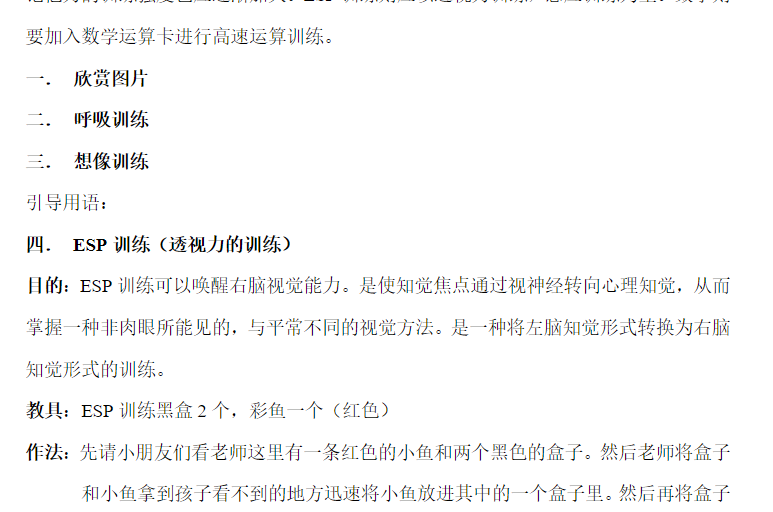 要加入数学运算卡进行高速运算训练。
一． 欣赏图片
二． 呼吸训练
三． 想像训练
引导用语：
四． ESP 训练（透视力的训练）
目的：ESP 训练可以唤醒右脑视觉能力。是使知觉焦点通过视神经转向心理知觉，从而
掌握一种非肉眼所能见的，与平常不同的视觉方法。是一种将左脑知觉形式转换为右脑
知觉形式的训练。
教具：ESP 训练黑盒 2 个，彩鱼一个（红色）
作法：先请小朋友们看老师这里有一条红色的小鱼和两个黑色的盒子。然后老师将盒子
和小鱼拿到孩子看不到的地方迅速将小鱼放进其中的一个盒子里。然后再将盒子